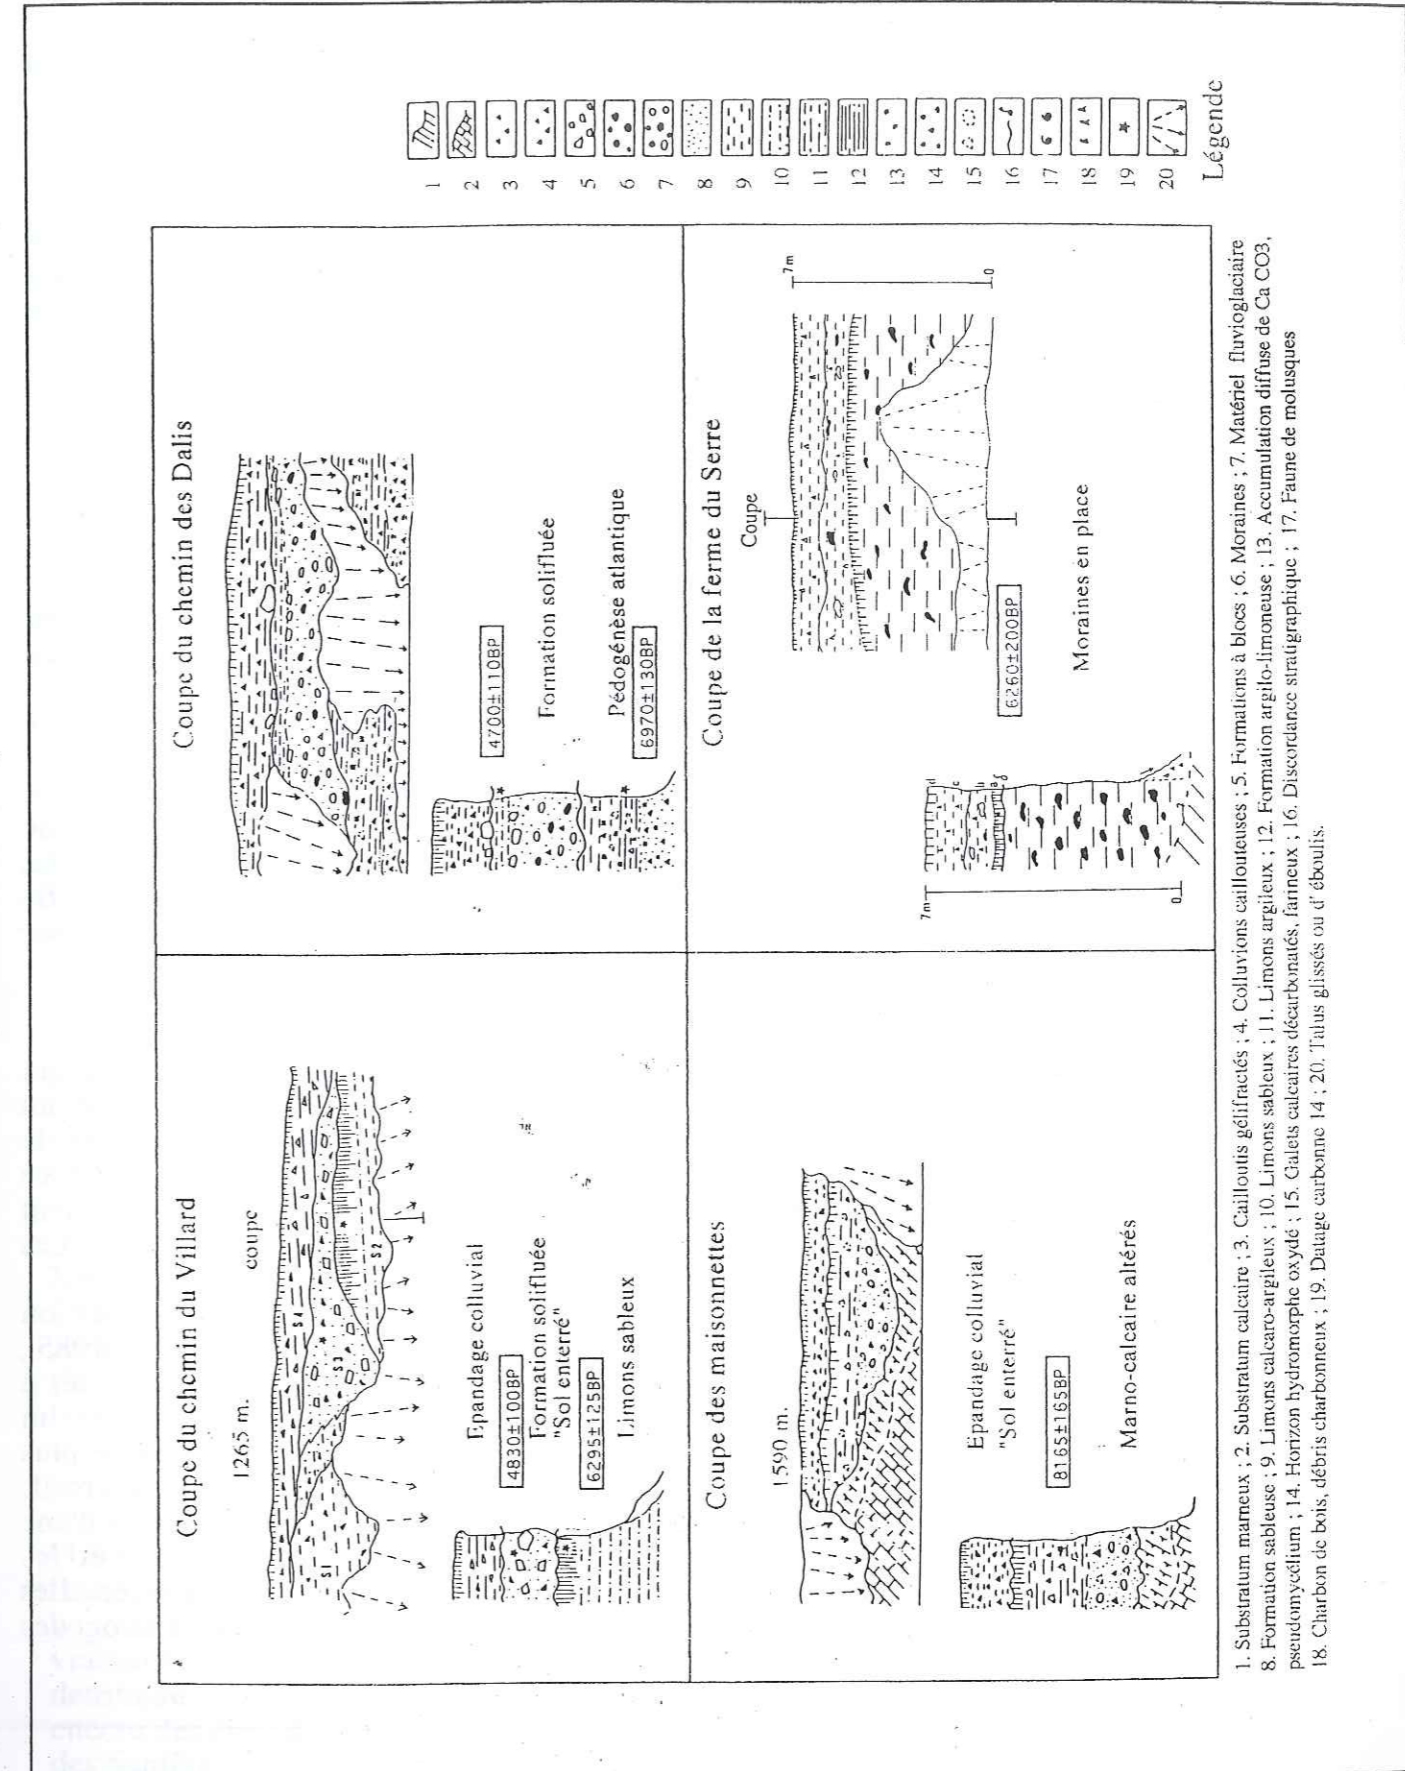 Coupe du chemin du Villard
1265 m.
coupe
S1
S3
S4
S2
Epandage colluvial
4830±100BP
Formation solifluée
"Sol enterré"
6295±125BP
Limons sableux
Coupe du chemin des Dalis
4700±110BP
Formation solifluée
Pédogénèse atlantique
6970±130BP
Coupe des maisonnettes
1590 m.
Epandage colluvial
"Sol enterré"
8165±165BP
Marno-calcaire altérés
Coupe de la ferme du Serre
Coupe
7m
0
7m
0
d
c
b
a
6260±200BP
Moraines en place
1
2
3
4
5
6
7
8
9
10
11
12
13
14
15
16
17
18
19
20
Légende
1. Substratum marneux ; 2. Substratum calcaire ; 3. Cailloutis gélifractés ; 4. Colluvions caillouteuses ; 5. Formations à blocs ; 6. Moraines ; 7. Matériel fluvioglaciaire
8. Formation sableuse ; 9. Limons calcaro-argileux ; 10. Limons sableux ; 11. Limons argileux ; 12. Formation argilo-limoneuse ; 13. Accumulation diffuse de Ca CO3,
pseudomycélium ; 14. Horizon hydromorphe oxydé ; 15. Galets calcaires décarbonatés, farineux ; 16. Discordance stratigraphique ; 17. Faune de molusques
18. Charbon de bois, débris charbonneux ; 19. Datage carbonne 14 ; 20. Talus glissés ou d'éboulis.